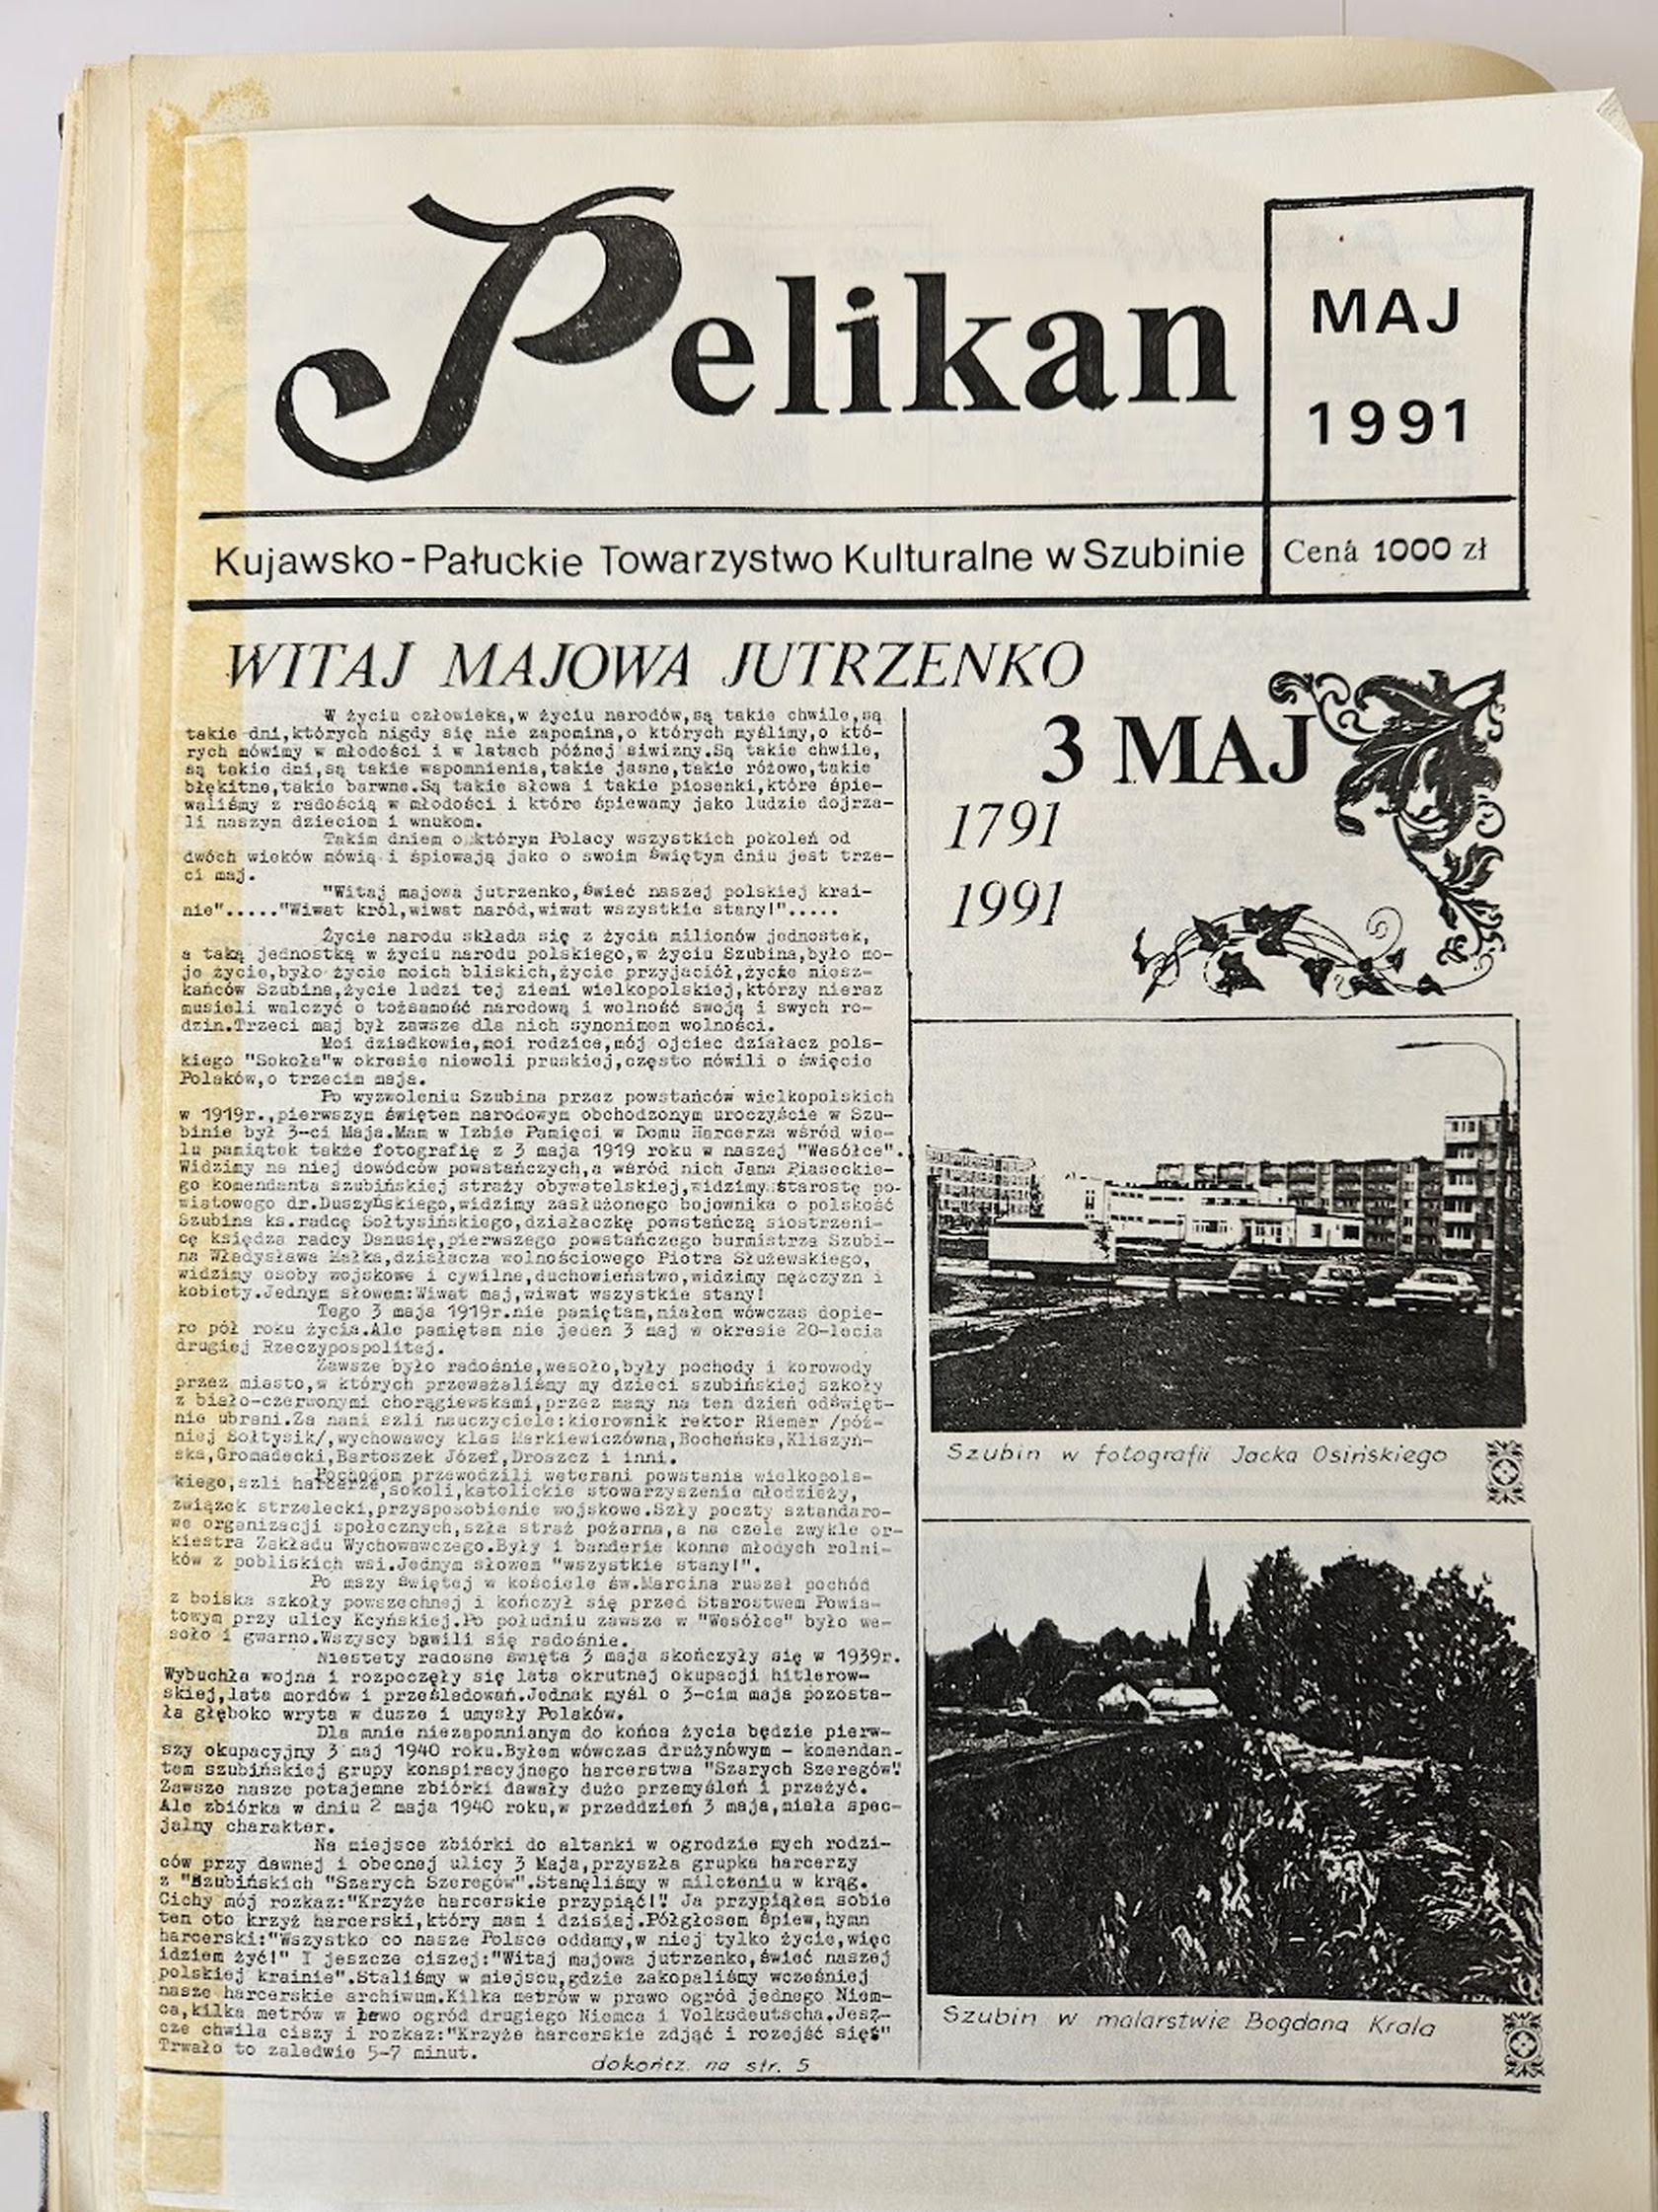 Pelikan
MAJ
1991
Kujawsko-Pałuckie Towarzystwo Kulturalne w Szubinie
Cená 1000 zł
WITAJ MAJOWA JUTRZENKO
W życiu człowieka,w życiu narodów,są takie chwile,są
takie dni,których nigdy się nie zapomina,o których myślimy,o któ-
rych mówimy w młodości i w latach późnej siwizny.Są takie chwile,
są takie dni,są takie wspomnienia,takie jasne,takie różowe,takie
błękitne,takie barwne.Są takie słowa i takie piosenki,które śpie-
waliśmy z radością w młodości i które śpiewamy jako ludzie dojrza-
li naszym dzieciom i wnukom.
Takim dniem o którym Polacy wszystkich pokoleń od
dwóch wieków mówią i śpiewają jako o swoim świętym dniu jest trze-
ci maj.
"Witaj majowa jutrzenko,świeć naszej polskiej krai-
nie"....."Wiwat król,wiwat naród,wiwat wszystkie stany!".....
Życie narodu składa się z życia milionów jednostek,
a taką jednostką w życiu narodu polskiego,w życiu Szubina,było mo-
je życie,było życie moich bliskich,życie przyjaciół,życie miesz-
kańców Szubina,życie ludzi tej ziemi wielkopolskiej,którzy nieraz
musieli walczyć o tożsamość narodową i wolność swoją i swych ro-
dzin.Trzeci maj był zawsze dla nich synonimem wolności.
Moi dziadkowie,moi rodzice,mój ojciec działacz pols-
kiego "Sokoła"w okresie niewoli pruskiej,często mówili o święcie
Polaków,o trzecim maja.
Po wyzwoleniu Szubina przez powstańców wielkopolskich
w 1919r.,pierwszym świętem narodowym obchodzonym uroczyście w Szu-
binie był 3-ci Maja.Mam w Izbie Pamięci w Domu Harcerza wśród wie-
lu pamiątek także fotografię z 3 maja 1919 roku w naszej "Wesółce".
Widzimy na niej dowódców powstańczych,a wśród nich Jana Piaseckie-
go komendanta szubińskiej straży obywatelskiej,widzimy starostę po-
wiatowego dr.Duszyńskiego,widzimy zasłużonego bojownika o polskość
Szubina ks.radcę Sołtysińskiego,działaczkę powstańczą siostrzeni-
cę księdza radcy Danusię,pierwszego powstańczego burmistrza Szubi-
na Władysława Małka,działacza wolnościowego Piotra Służewskiego,
widzimy osoby wojskowe i cywilne,duchowieństwo,widzimy mężczyzn i
kobiety.Jednym słowem:Wiwat maj,wiwat wszystkie stany!
Tego 3 maja 1919r.nie pamiętam,miałem wówczas dopie-
ro pół roku życia.Ale pamiętam nie jeden 3 maj w okresie 20-lecia
drugiej Rzeczypospolitej.
Zawsze było radośnie,wesoło,były pochody i korowody
przez miasto,w których przeważaliśmy my dzieci szubińskiej szkoły
z biało-czerwonymi chorągiewskami,przez mamy na ten dzień odświęt-
nie ubrani.Za nami szli nauczyciele:kierownik rektor Riemer /póź-
niej Sołtysik/,wychowawcy klas Markiewiczówna,Bocheńska,Kliszyń-
ska,Gromadecki,Bartoszek Józef,Droszcz i inni.
Pochodom przewodzili weterani powstania wielkopols-
kiego,szli harcerze,sokoli,katolickie stowarzyszenie młodzieży,
związek strzelecki,przysposobienie wojskowe.Szły poczty sztandaro-
we organizacji społecznych,szła straż pożarna,a na czele zwykle or-
kiestra Zakładu Wychowawczego.Były i banderie konne młodych rolni-
ków z pobliskich wsi.Jednym słowem "wszystkie stany!".
Po mszy świętej w kościele św.Marcina ruszał pochód
z boiska szkoły powszechnej i kończył się przed Starostwem Powia-
towym przy ulicy Kcyńskiej.Po południu zawsze w "Wesółce" było we-
soło i gwarno.Wszyscy bawili się radośnie.
Niestety radosne święta 3 maja skończyły się w 1939r.
Wybuchła wojna i rozpoczęły się lata okrutnej okupacji hitlerow-
skiej,lata mordów i prześladowań.Jednak myśl o 3-cim maja pozosta-
ła głęboko wryta w dusze i umysły Polaków.
Dla mnie niezapomnianym do końca życia będzie pierw-
szy okupacyjny 3 maj 1940 roku.Byłem wówczas drużynowym - komendan-
tem szubińskiej grupy konspiracyjnego harcerstwa "Szarych Szeregów".
Zawsze nasze potajemne zbiórki dawały dużo przemyśleń i przeżyć.
Ale zbiórka w dniu 2 maja 1940 roku,w przeddzień 3 maja,miała spec-
jalny charakter.
Na miejsce zbiórki do altanki w ogrodzie mych rodzi-
ców przy dawnej i obecnej ulicy 3 Maja,przyszła grupka harcerzy
z "Szubińskich "Szarych Szeregów".Stanęliśmy w milczeniu w krąg.
Cichy mój rozkaz:"Krzyże harcerskie przypiąć!". Ja przypiąłem sobie
ten oto krzyż harcerski,który mam i dzisiaj.Półgłosem śpiew,hymn
harcerski:"Wszystko co nasze Polsce oddamy,w niej tylko życie,więc
idziem żyć!" I jeszcze ciszej:"Witaj majowa jutrzenko,świeć naszej
polskiej krainie".Staliśmy w miejscu,gdzie zakopaliśmy wcześniej
nasze harcerskie archiwum.Kilka metrów w prawo ogród jednego Niem-
ca,kilka metrów w lewo ogród drugiego Niemca i Volksdeutscha.Jesz-
cze chwila ciszy i rozkaz:"Krzyże harcerskie zdjąć i rozejść się!"
Trwało to zaledwie 5-7 minut.
dokończ. na str. 5
3 MAJ
1791
1991
Szubin w fotografii Jacka Osińskiego
Szubin w malarstwie Bogdana Krala